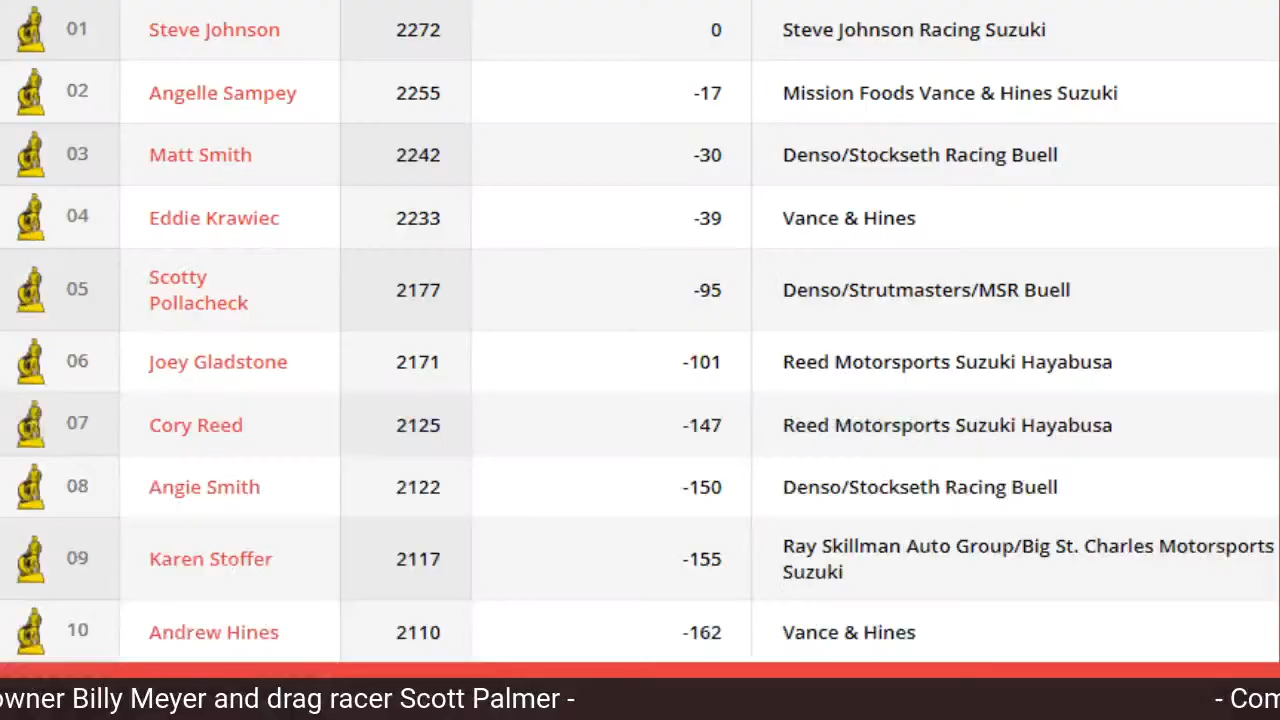 01 Steve Johnson 2272 0 Steve Johnson Racing Suzuki
02 Angelle Sampey 2255 -17 Mission Foods Vance & Hines Suzuki
03 Matt Smith 2242 -30 Denso/Stockseth Racing Buell
04 Eddie Krawiec 2233 -39 Vance & Hines
05 Scotty
Pollacheck 2177 -95 Denso/Strutmasters/MSR Buell
06 Joey Gladstone 2171 -101 Reed Motorsports Suzuki Hayabusa
07 Cory Reed 2125 -147 Reed Motorsports Suzuki Hayabusa
08 Angie Smith 2122 -150 Denso/Stockseth Racing Buell
09 Karen Stoffer 2117 -155 Ray Skillman Auto Group/Big St. Charles Motorsports
Suzuki
10 Andrew Hines 2110 -162 Vance & Hines
owner Billy Meyer and drag racer Scott Palmer - - Com